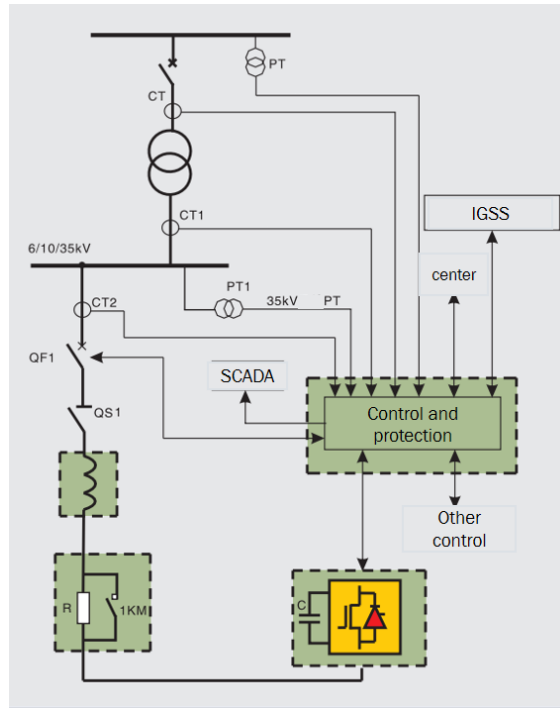 PT
CT
CT1
IGSS
6/10/35kV
center
PT1
35kV PT
CT2
QF1
SCADA
QS1
Control and
protection
Other
control
C
R
1KM